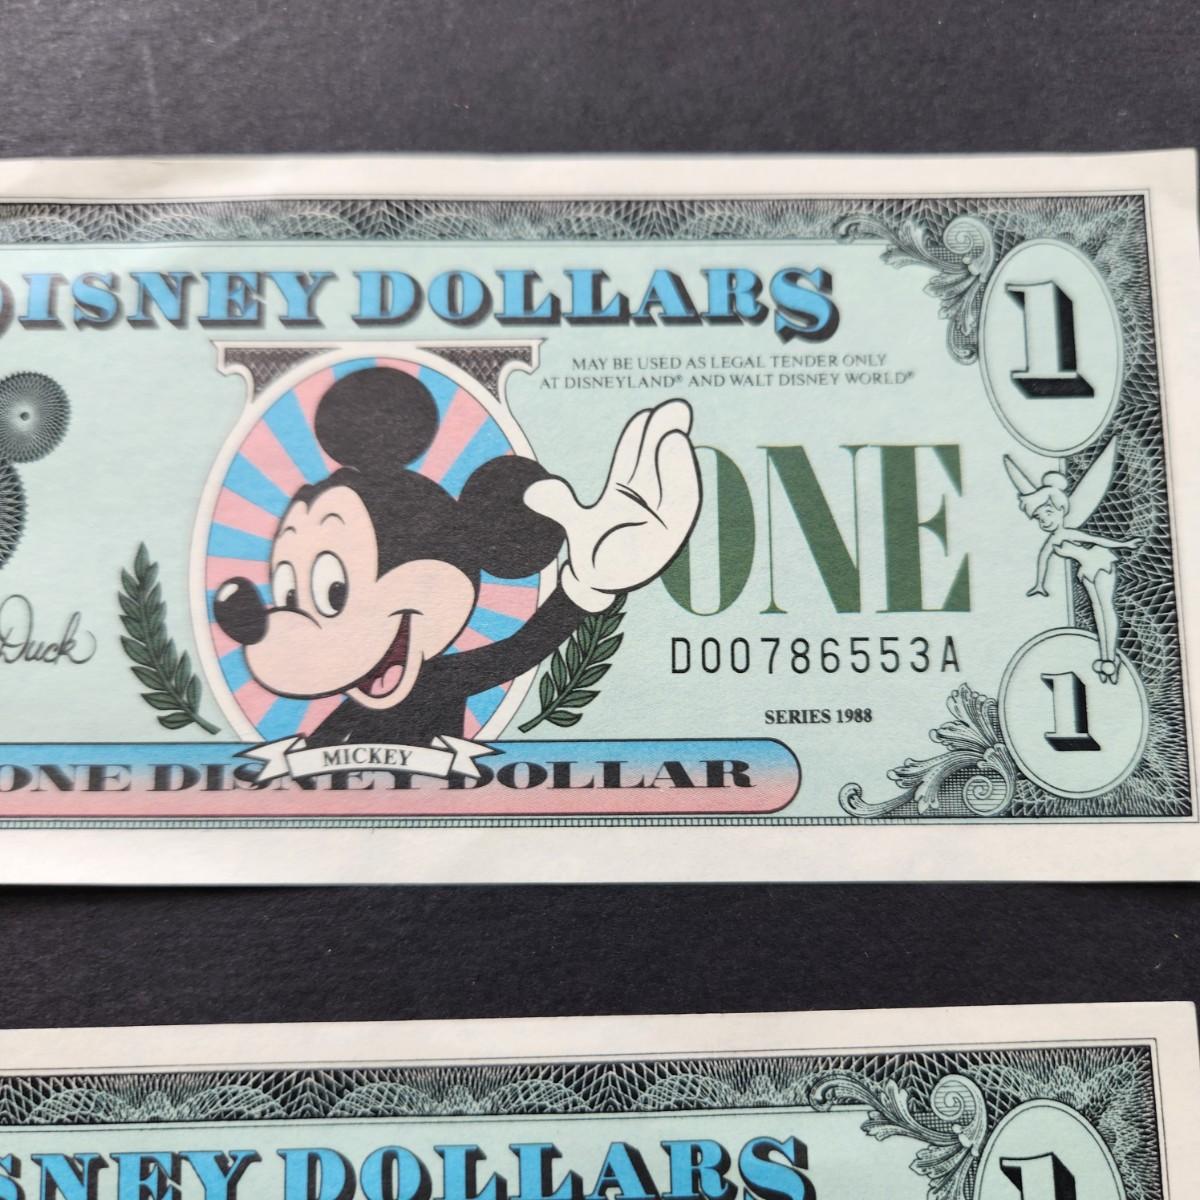 DISNEY DOLLARS
1
MAY BE USED AS LEGAL TENDER ONLY
AT DISNEYLAND® AND WALT DISNEY WORLD®
ONE
Duck
D00786553A
SERIES 1988
1
MICKEY
ONE DISNEY DOLLAR
SNEY DOLLARS
1